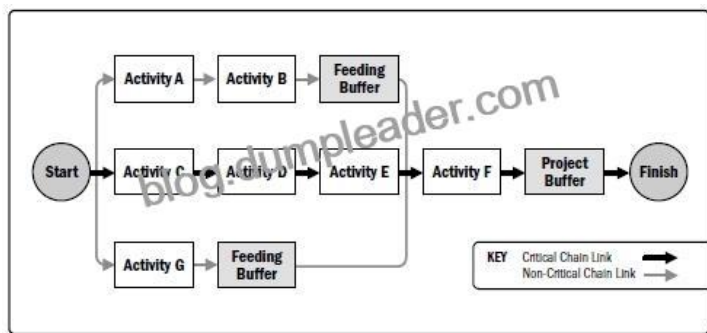 Activity A
Activity B
Feeding
Buffer
Start
Activity C
Activity D
Activity E
Activity F
Project
Buffer
Finish
Activity G
Feeding
Buffer
KEY
Critical Chain Link
Non-Critical Chain Link
blog.dumpleader.com